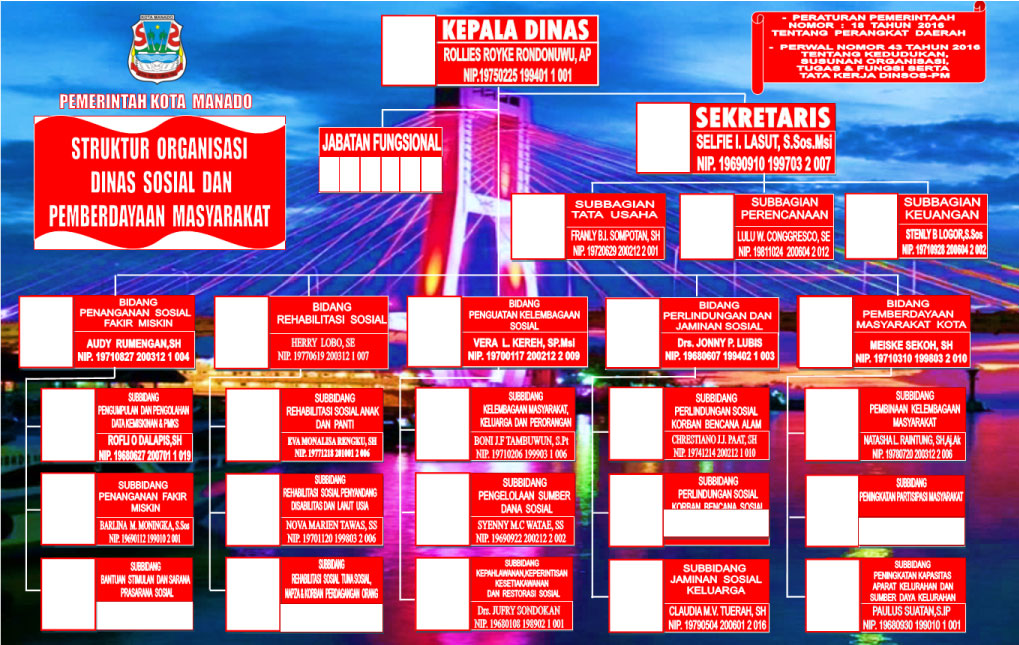 KOTA MANADO
PEMERINTAH KOTA MANADO
STRUKTUR ORGANISASI
DINAS SOSIAL DAN
PEMBERDAYAAN MASYARAKAT
KEPALA DINAS
ROLLIES ROYKE RONDONUWU, AP
NIP.19750225 199401 1 001
- PERATURAN PEMERINTAAH
NOMOR : 18 TAHUN 2016
TENTANG PERANGKAT DAERAH
- PERWAL NOMOR 43 TAHUN 2016
TENTANG KEDUDUKAN,
SUSUNAN ORGANISASI,
TUGAS & FUNGSI SERTA
TATA KERJA DINSOS-PM
JABATAN FUNGSIONAL
SEKRETARIS
SELFIE I. LASUT, S.Sos.Msi
NIP. 19690910 199703 2 007
SUBBAGIAN
TATA USAHA
FRANLY B.I. SOMPOTAN, SH
NIP. 19720629 200212 2 001
SUBBAGIAN
PERENCANAAN
LULU W. CONGGRESCO, SE
NIP. 19811024 200604 2 012
SUBBAGIAN
KEUANGAN
STENLY B LOGOR,S.Sos
NIP. 19710928 200604 2 002
BIDANG
PENANGANAN SOSIAL
FAKIR MISKIN
AUDY RUMENGAN,SH
NIP. 19710827 200312 1 004
BIDANG
REHABILITASI SOSIAL
HERRY LOBO, SE
NIP. 19770619 200312 1 007
BIDANG
PENGUATAN KELEMBAGAAN
SOSIAL
VERA L. KEREH, SP.Msi
NIP. 19700117 200212 2 009
BIDANG
PERLINDUNGAN DAN
JAMINAN SOSIAL
Drs. JONNY P. LUBIS
NIP. 19680607 199402 1 003
BIDANG
PEMBERDAYAAN
MASYARAKAT KOTA
MEISKE SEKOH, SH
NIP. 19710310 199803 2 010
SUBBIDANG
PENGUMPULAN DAN PENGOLAHAN
DATA KEMISKINAN & PMKS
ROFLI O DALAPIS,SH
NIP. 19680627 200701 1 019
SUBBIDANG
REHABILITASI SOSIAL ANAK
DAN PANTI
EVA MONALISA RENGKU, SH
NIP. 19771218 201001 2 006
SUBBIDANG
KELEMBAGAAN MASYARAKAT,
KELUARGA DAN PERORANGAN
BONI J.F TAMBUWUN, S.Pt
NIP. 19710206 199903 1 006
SUBBIDANG
PERLINDUNGAN SOSIAL
KORBAN BENCANA ALAM
CHRESTIANO J.J. PAAT, SH
NIP. 19741214 200212 1 010
SUBBIDANG
PEMBINAAN KELEMBAGAAN
MASYARAKAT
NATASHA L. RAINTUNG, SH,Aj.Ak
NIP. 19780720 200312 2 006
SUBBIDANG
PENANGANAN FAKIR
MISKIN
BARLINA M. MONINGKA, S.Sos
NIP. 19690112 199010 2 001
SUBBIDANG
REHABILITASI SOSIAL PENYANDANG
DISABILITAS DAN LANJUT USIA
NOVA MARIEN TAWAS, SS
NIP. 19701120 199803 2 006
SUBBIDANG
PENGELOLAAN SUMBER
DANA SOSIAL
SYENNY M.C WATAE, SS
NIP. 19690922 200212 2 002
SUBBIDANG
PERLINDUNGAN SOSIAL
KORBAN BENCANA SOSIAL
SUBBIDANG
PENINGKATAN PARTISIPASI MASYARAKAT
SUBBIDANG
BANTUAN STIMULAN DAN SARANA
PRASARANA SOSIAL
SUBBIDANG
REHABILITASI SOSIAL TUNA SOSIAL,
NAPZA & KORBAN PERDAGANGAN ORANG
SUBBIDANG
KEPAHLAWANAN,KEPERINTISAN
KESETIAKAWANAN
DAN RESTORASI SOSIAL
Drs. JUFRY SONDOKAN
NIP. 19680108 198902 1 001
SUBBIDANG
JAMINAN SOSIAL
KELUARGA
CLAUDIA M.V. TUERAH, SH
NIP. 19790504 200601 2 016
SUBBIDANG
PENINGKATAN KAPASITAS
APARAT KELURAHAN DAN
SUMBER DAYA KELURAHAN
PAULUS SUATAN,S.IP
NIP. 19680930 199010 1 001